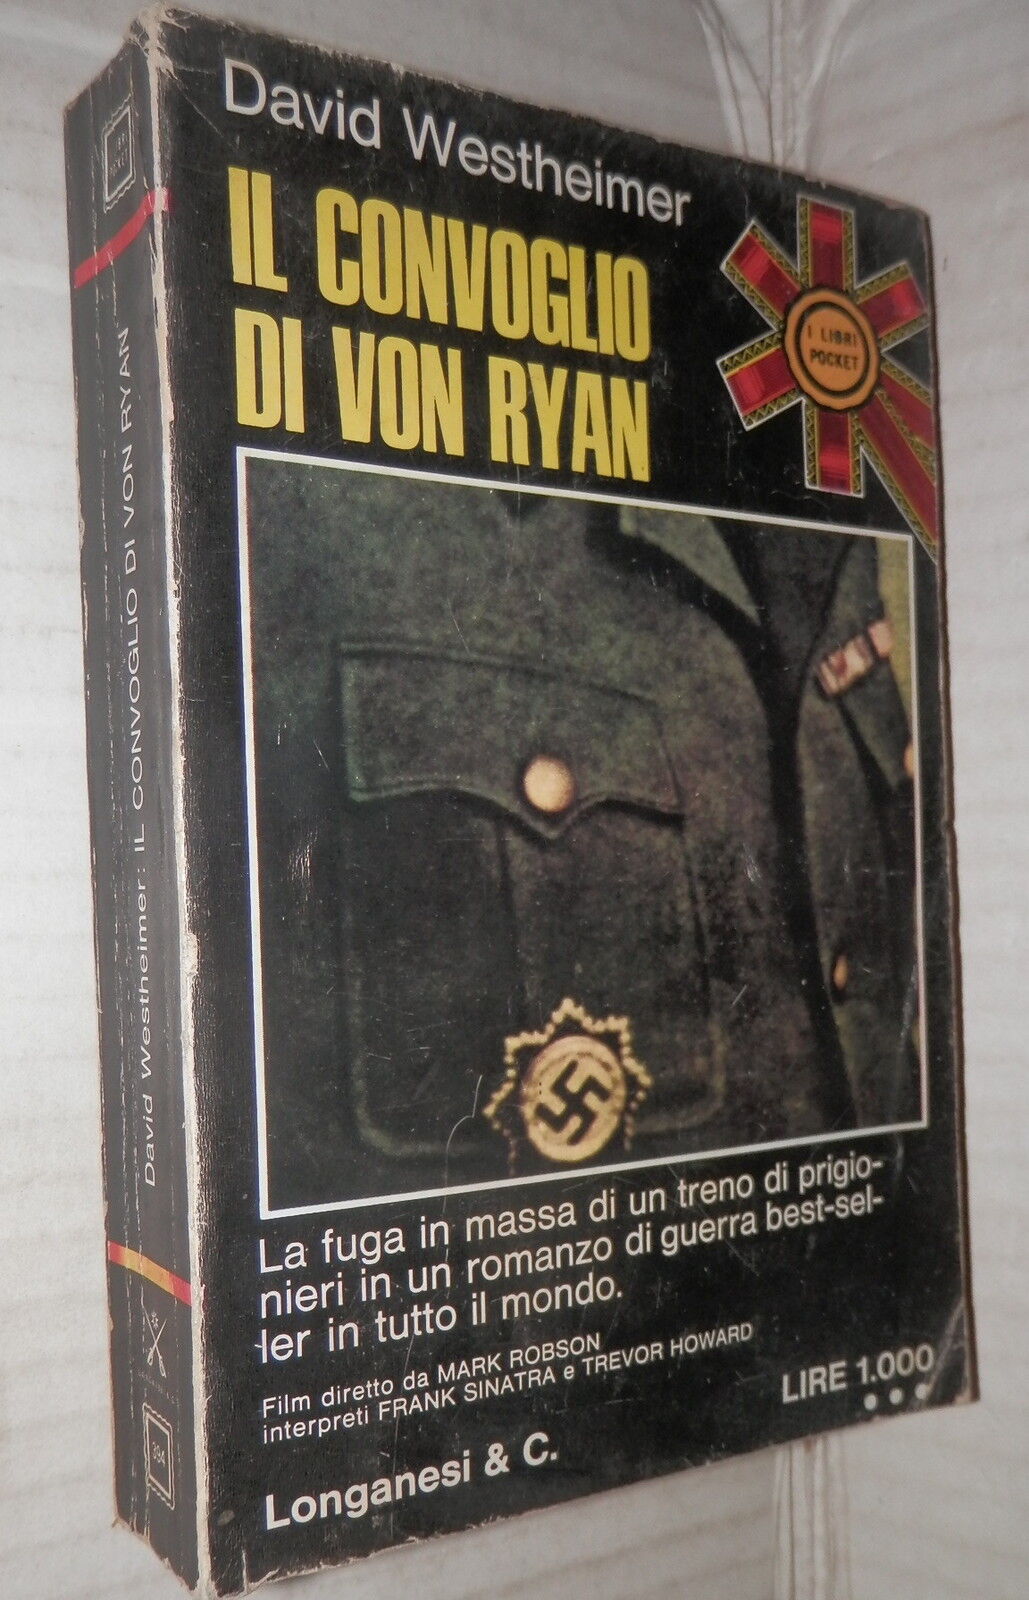 David Westheimer
IL CONVOGLIO
DI VON RYAN
I LIBRI
POCKET
La fuga in massa di un treno di prigio-
nieri in un romanzo di guerra best-sel-
ler in tutto il mondo.
Film diretto da MARK ROBSON
interpreti FRANK SINATRA e TREVOR HOWARD
LIRE 1.000
Longanesi & C.
David Westheimer: IL CONVOGLIO DI VON RYAN
394